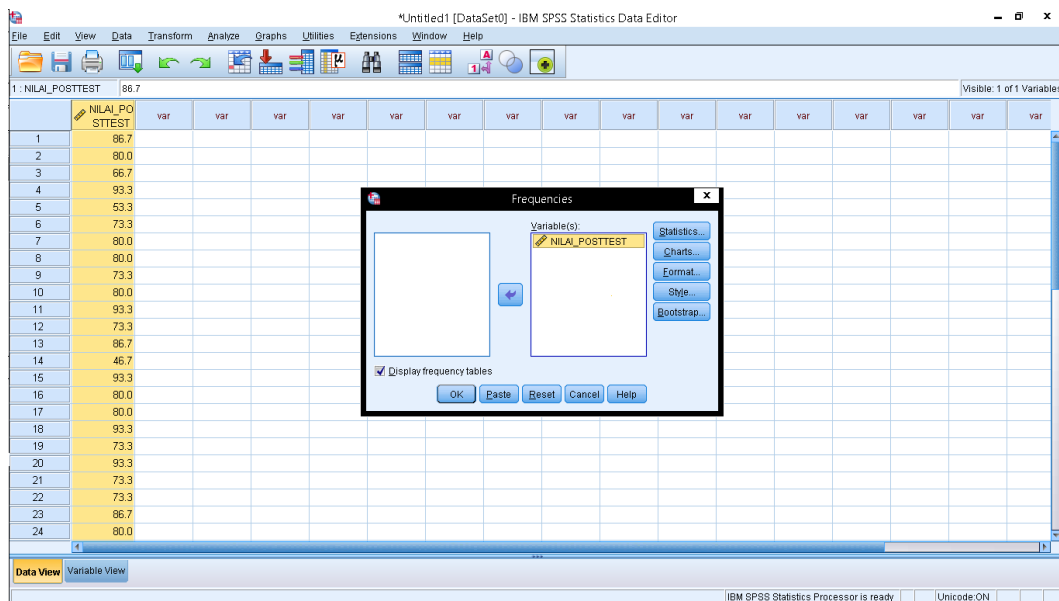 *Untitled1 [DataSet0] - IBM SPSS Statistics Data Editor
File Edit View Data Transform Analyze Graphs Utilities Extensions Window Help
1 : NILAI_POSTTEST 86.7 Visible: 1 of 1 Variables
NILAI_PO
STTEST var var var var var var var var var var var var var var var var
1 86.7
2 80.0
3 66.7
4 93.3
5 53.3
6 73.3
7 80.0
8 80.0
9 73.3
10 80.0
11 93.3
12 73.3
13 86.7
14 46.7
15 93.3
16 80.0
17 80.0
18 93.3
19 73.3
20 93.3
21 73.3
22 73.3
23 86.7
24 80.0
Frequencies
Variable(s):
NILAI_POSTTEST
Statistics...
Charts...
Format...
Style...
Bootstrap...
Display frequency tables
OK Paste Reset Cancel Help
Data View Variable View
IBM SPSS Statistics Processor is ready Unicode:ON